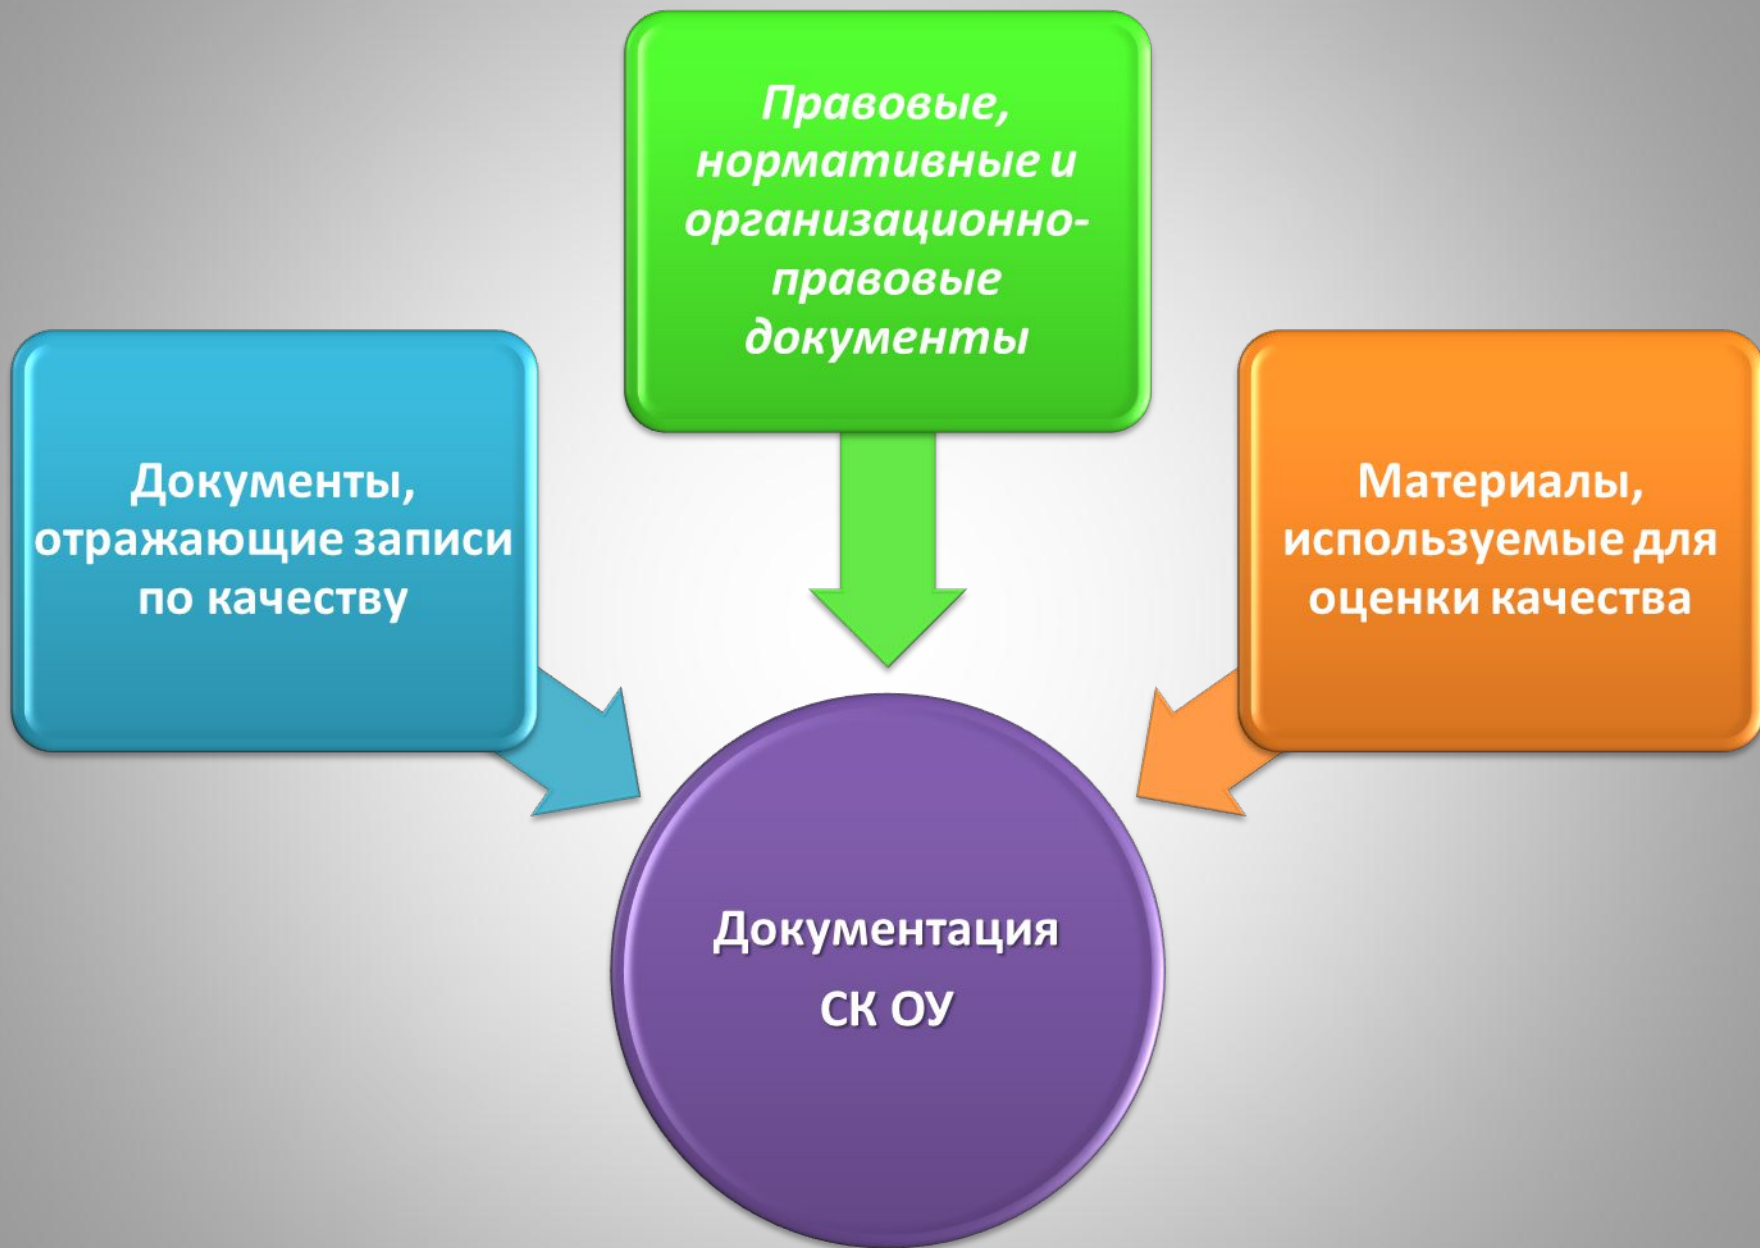 Правовые,
нормативные и
организационно-
правовые
документы
Документы,
отражающие записи
по качеству
Материалы,
используемые для
оценки качества
Документация
СК ОУ